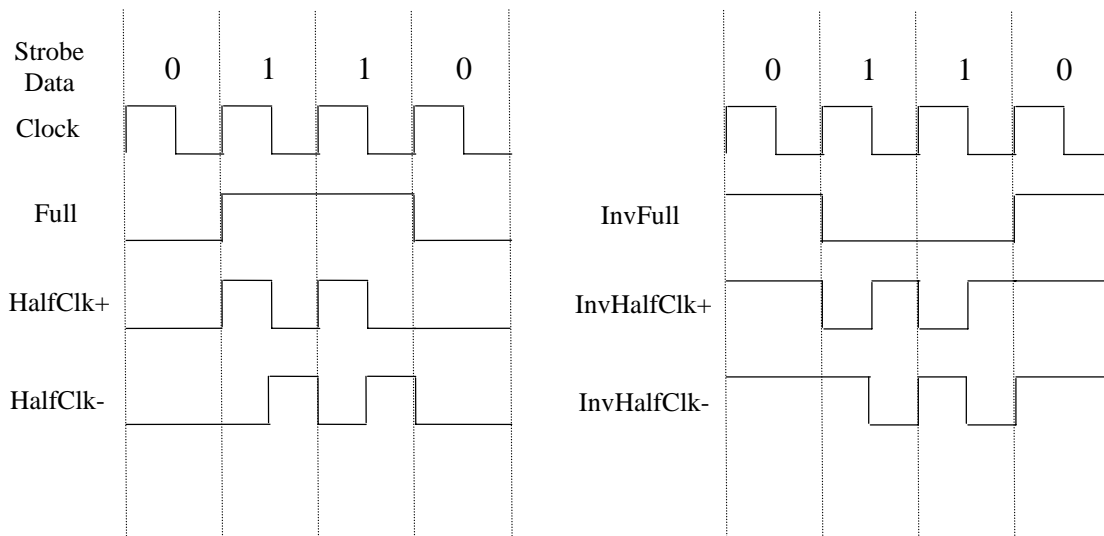 Strobe
Data
0 1 1 0
0 1 1 0
Clock
Full
InvFull
HalfClk+
InvHalfClk+
HalfClk-
InvHalfClk-